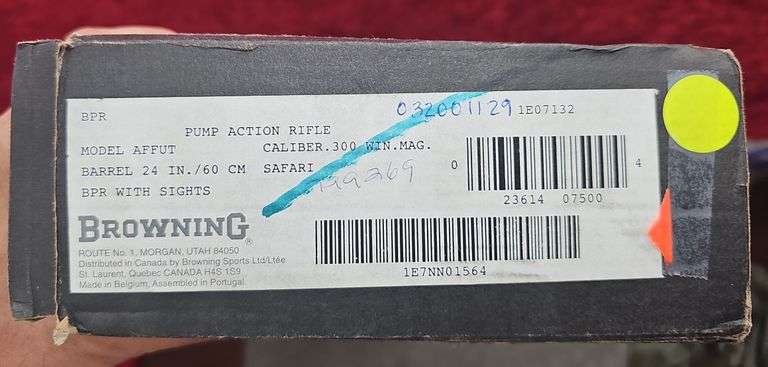 BPR 032001129 1E07132
PUMP ACTION RIFLE
MODEL AFFUT CALIBER.300 WIN.MAG.
BARREL 24 IN./60 CM SAFARI 199269
BPR WITH SIGHTS
0 23614 07500 4
BROWNING®
ROUTE No. 1, MORGAN, UTAH 84050
Distributed in Canada by Browning Sports Ltd/Ltée
St. Laurent, Quebec CANADA H4S 1S9
Made in Belgium, Assembled in Portugal
1E7NN01564